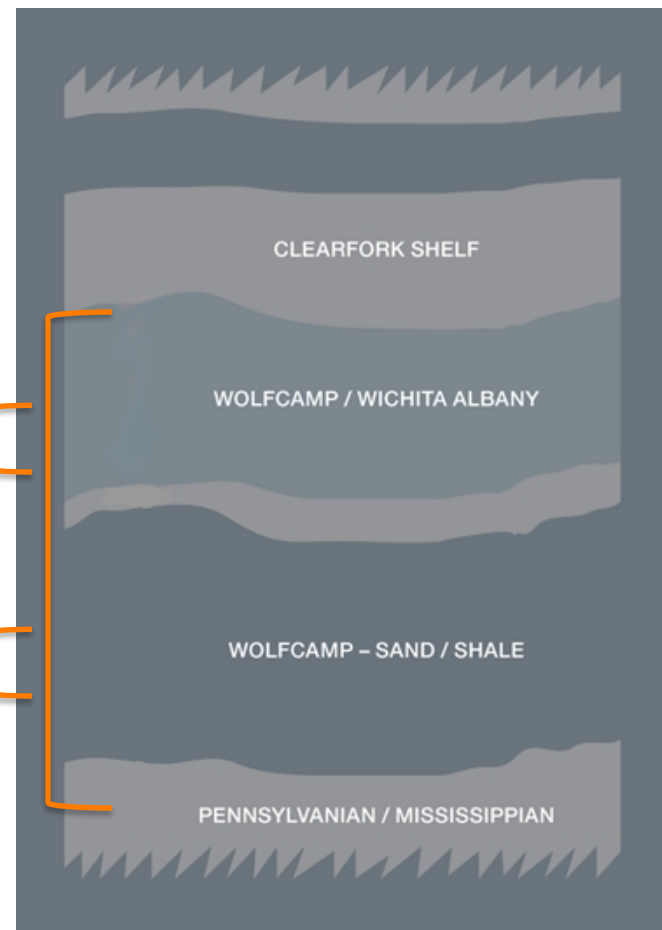 CLEARFORK SHELF
WOLFCAMP / WICHITA ALBANY
WOLFCAMP – SAND / SHALE
PENNSYLVANIAN / MISSISSIPPIAN